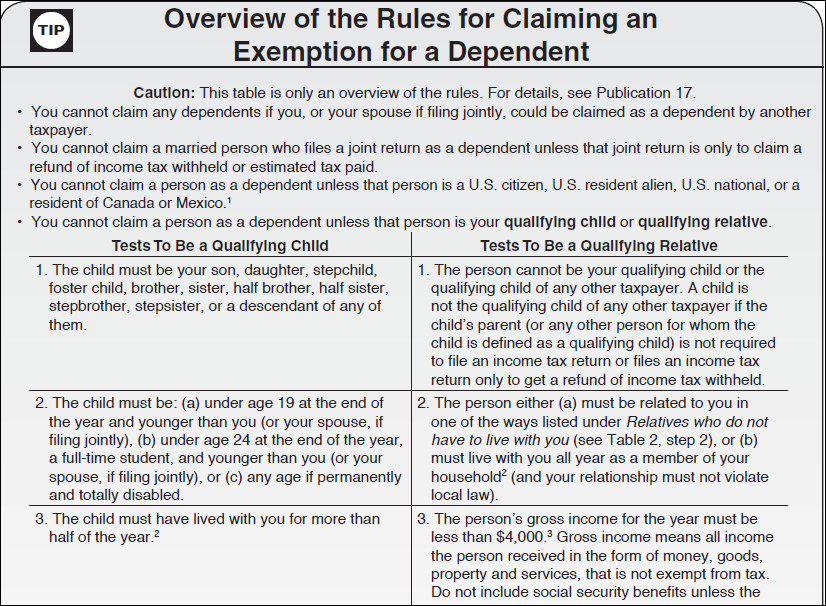 TIP
Overview of the Rules for Claiming an
Exemption for a Dependent
Caution: This table is only an overview of the rules. For details, see Publication 17.
• You cannot claim any dependents if you, or your spouse if filing jointly, could be claimed as a dependent by another
taxpayer.
• You cannot claim a married person who files a joint return as a dependent unless that joint return is only to claim a
refund of income tax withheld or estimated tax paid.
• You cannot claim a person as a dependent unless that person is a U.S. citizen, U.S. resident alien, U.S. national, or a
resident of Canada or Mexico.¹
• You cannot claim a person as a dependent unless that person is your qualifying child or qualifying relative.
Tests To Be a Qualifying Child
1. The child must be your son, daughter, stepchild,
foster child, brother, sister, half brother, half sister,
stepbrother, stepsister, or a descendant of any of
them.
2. The child must be: (a) under age 19 at the end of
the year and younger than you (or your spouse, if
filing jointly), (b) under age 24 at the end of the year,
a full-time student, and younger than you (or your
spouse, if filing jointly), or (c) any age if permanently
and totally disabled.
3. The child must have lived with you for more than
half of the year.²
Tests To Be a Qualifying Relative
1. The person cannot be your qualifying child or the
qualifying child of any other taxpayer. A child is
not the qualifying child of any other taxpayer if the
child's parent (or any other person for whom the
child is defined as a qualifying child) is not required
to file an income tax return or files an income tax
return only to get a refund of income tax withheld.
2. The person either (a) must be related to you in
one of the ways listed under Relatives who do not
have to live with you (see Table 2, step 2), or (b)
must live with you all year as a member of your
household² (and your relationship must not violate
local law).
3. The person's gross income for the year must be
less than $4,000.³ Gross income means all income
the person received in the form of money, goods,
property and services, that is not exempt from tax.
Do not include social security benefits unless the